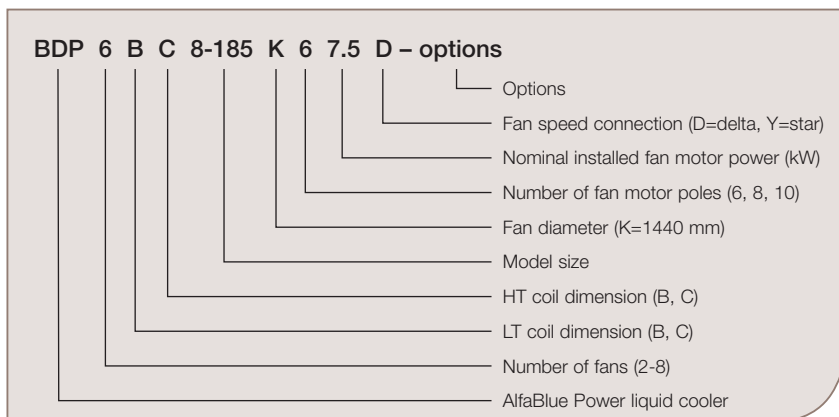 BDP 6 B C 8-185 K 6 7.5 D – options
Options
Fan speed connection (D=delta, Y=star)
Nominal installed fan motor power (kW)
Number of fan motor poles (6, 8, 10)
Fan diameter (K=1440 mm)
Model size
HT coil dimension (B, C)
LT coil dimension (B, C)
Number of fans (2-8)
AlfaBlue Power liquid cooler